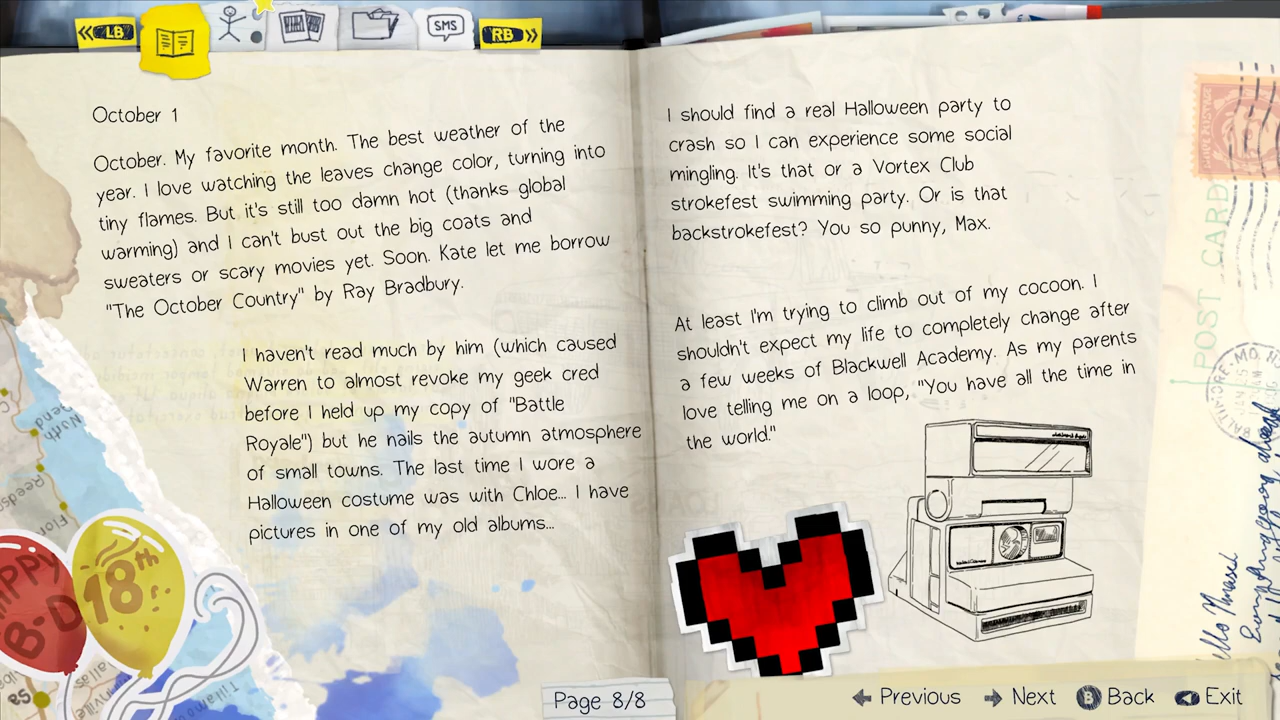 LB
SMS
RB
October 1
October. My favorite month. The best weather of the
year. I love watching the leaves change color, turning into
tiny flames. But it's still too damn hot (thanks global
warming) and I can't bust out the big coats and
sweaters or scary movies yet. Soon. Kate let me borrow
"The October Country" by Ray Bradbury.
I haven't read much by him (which caused
Warren to almost revoke my geek cred
before I held up my copy of "Battle
Royale") but he nails the autumn atmosphere
of small towns. The last time I wore a
Halloween costume was with Chloe... I have
pictures in one of my old albums...
I should find a real Halloween party to
crash so I can experience some social
mingling. It's that or a Vortex Club
strokefest swimming party. Or is that
backstrokefest? You so punny, Max.
At least I'm trying to climb out of my cocoon. I
shouldn't expect my life to completely change after
a few weeks of Blackwell Academy. As my parents
love telling me on a loop, "You have all the time in
the world."
POST CARD
North
Bend
18th
B-D
Page 8/8
Previous
Next
B Back
Exit